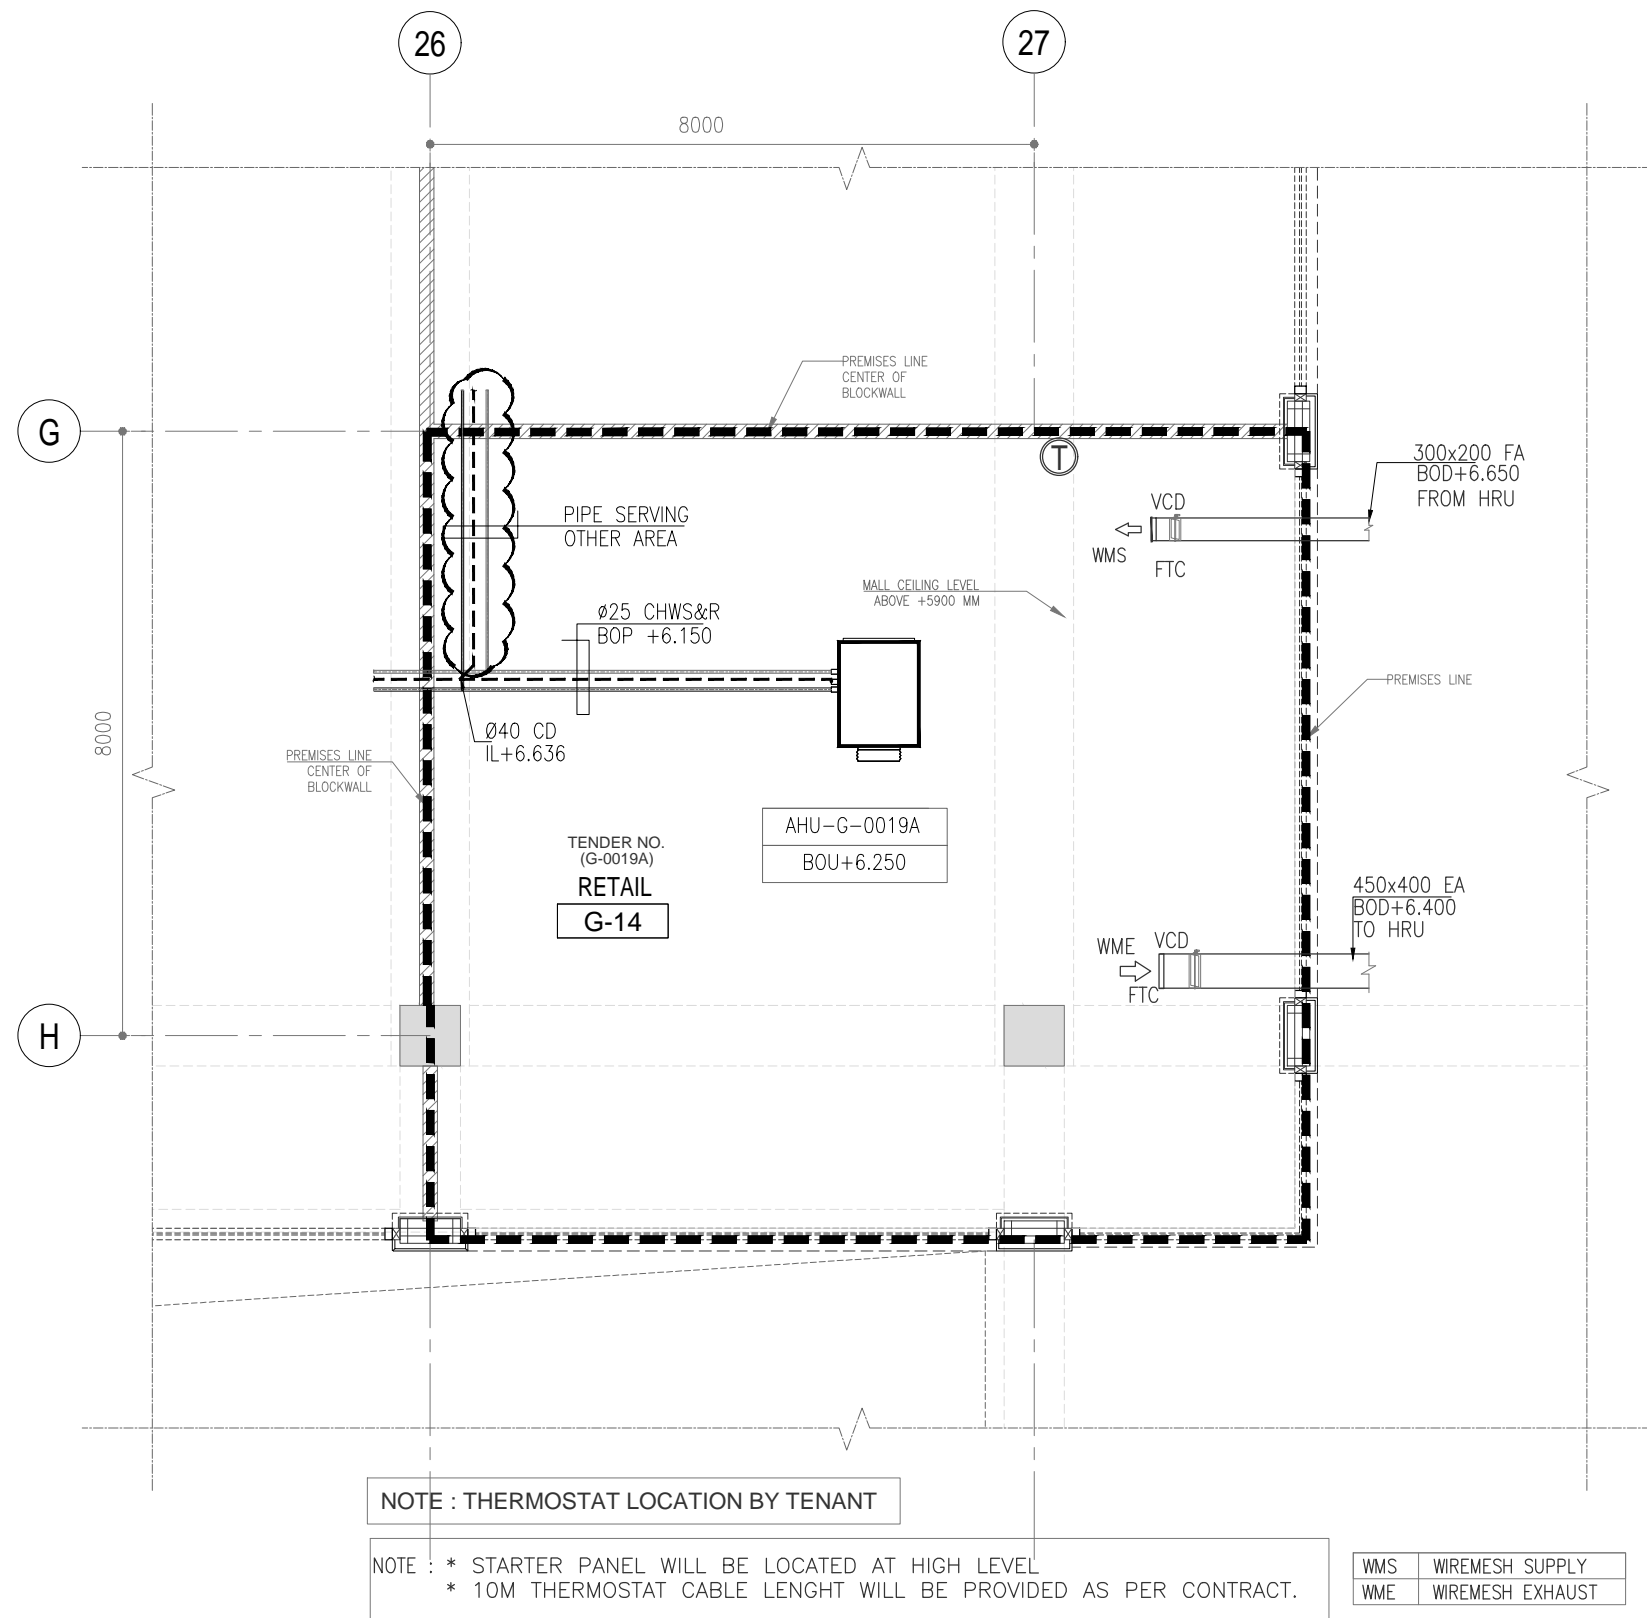 26
27
8000
PREMISES LINE
CENTER OF
BLOCKWALL
G
T
300x200 FA
BOD+6.650
FROM HRU
VCD
WMS
FTC
PIPE SERVING
OTHER AREA
MALL CEILING LEVEL
ABOVE +5900 MM
ø25 CHWS&R
BOP +6.150
PREMISES LINE
8000
Ø40 CD
IL+6.636
PREMISES LINE
CENTER OF
BLOCKWALL
AHU-G-0019A
BOU+6.250
TENDER NO.
(G-0019A)
RETAIL
G-14
450x400 EA
BOD+6.400
TO HRU
WME
VCD
FTC
H
NOTE : THERMOSTAT LOCATION BY TENANT
NOTE : * STARTER PANEL WILL BE LOCATED AT HIGH LEVEL
* 10M THERMOSTAT CABLE LENGHT WILL BE PROVIDED AS PER CONTRACT.
WMS WIREMESH SUPPLY
WME WIREMESH EXHAUST